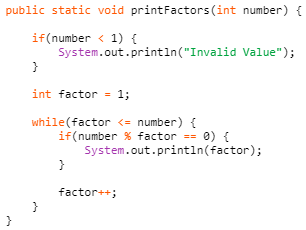 public static void printFactors(int number) {
if(number < 1) {
System.out.println("Invalid Value");
}
int factor = 1;
while(factor <= number) {
if(number % factor == 0) {
System.out.println(factor);
}
factor++;
}
}